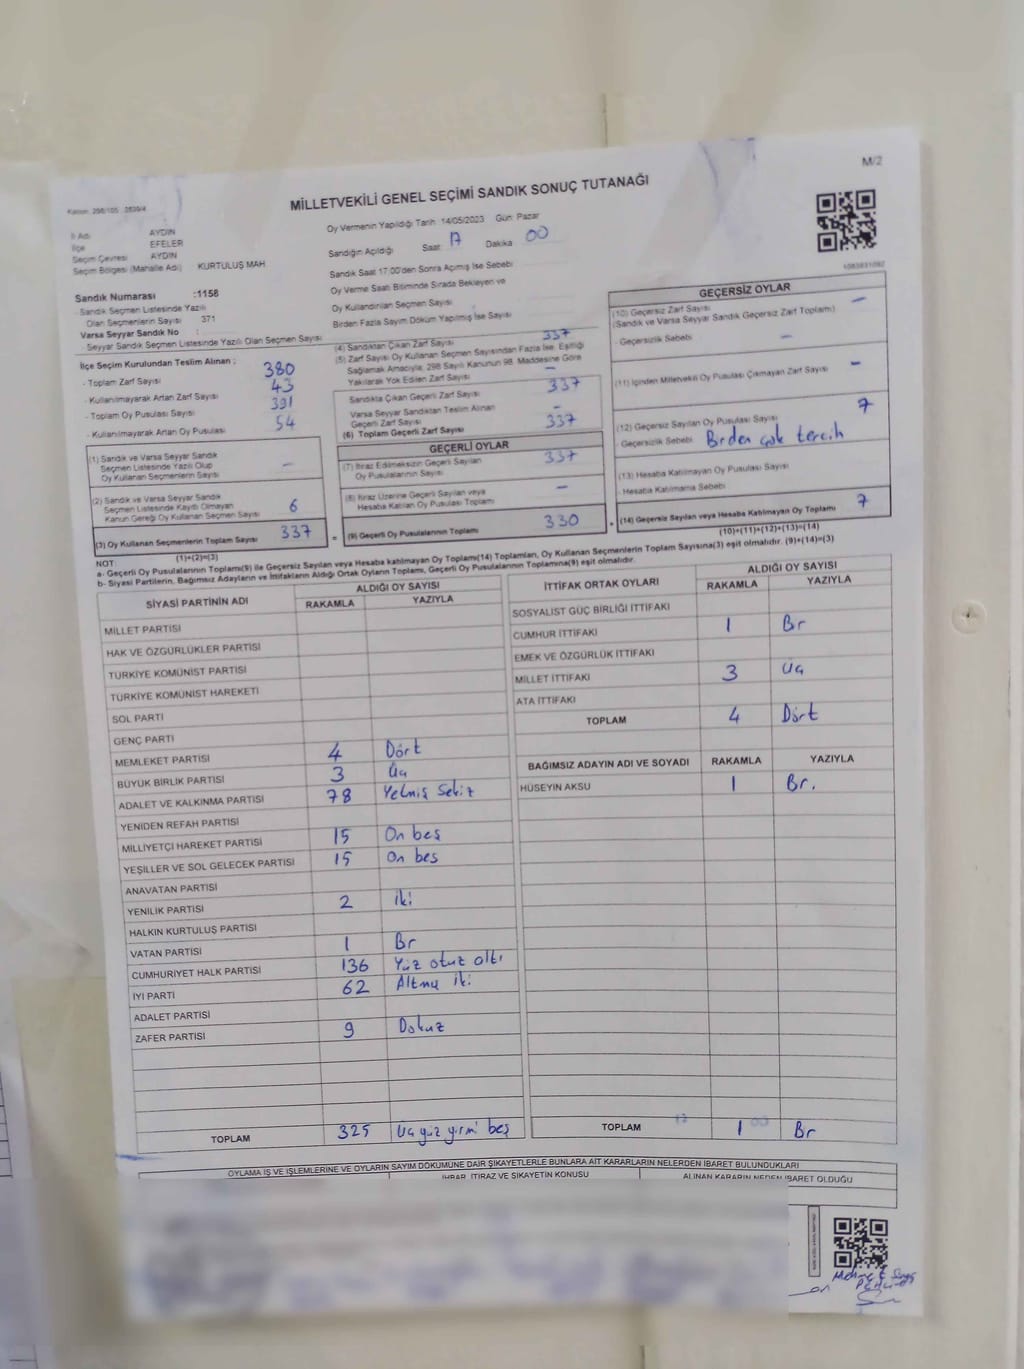 M/2
MİLLETVEKİLİ GENEL SEÇİMİ SANDIK SONUÇ TUTANAĞI
İl Adı AYDIN
İlçe EFELER
Seçim Çevresi AYDIN
Seçim Bölgesi (Mahalle Adı) KURTULUŞ MAH
Sandık Numarası :1158
- Sandık Seçmen Listesinde Yazılı
Olan Seçmenlerin Sayısı 371
Varsa Seyyar Sandık No :
- Seyyar Sandık Seçmen Listesinde Yazılı Olan Seçmen Sayısı
Oy Vermenin Yapıldığı Tarih 14/05/2023 Gün: Pazar
Sandığın Açıldığı Saat 17 Dakika 00
Sandık Saat 17:00'den Sonra Açımış İse Sebebi
Oy Verme Saati Bitiminde Sırada Bekleyen ve
Oy Kullandırılan Seçmen Sayısı
Birden Fazla Sayım Döküm Yapılmış İse Sayısı
İlçe Seçim Kurulundan Teslim Alınan ;
- Toplam Zarf Sayısı 380
- Kullanılmayarak Artan Zarf Sayısı 43
- Toplam Oy Pusulası Sayısı 391
- Kullanılmayarak Artan Oy Pusulası 54
(1) Sandık ve Varsa Seyyar Sandık
Seçmen Listesinde Yazılı Olup
Oy Kullanan Seçmenlerin Sayısı –
(2) Sandık ve Varsa Seyyar Sandık
Seçmen Listesinde Kayıtlı Olmayan
Kanun Gereği Oy Kullanan Seçmen Sayısı 6
(3) Oy Kullanan Seçmenlerin Toplam Sayısı 337
(1)+(2)=(3)
(4) Sandıktan Çıkan Zarf Sayısı 337
(5) Zarf Sayısı Oy Kullanan Seçmen Sayısından Fazla İse, Eşitliği
Sağlamak Amacıyla, 298 Sayılı Kanunun 98. Maddesine Göre
Yakılarak Yok Edilen Zarf Sayısı –
Sandıkta Çıkan Geçerli Zarf Sayısı 337
Varsa Seyyar Sandıktan Teslim Alınan
Geçerli Zarf Sayısı –
(6) Toplam Geçerli Zarf Sayısı 337
GEÇERLİ OYLAR
(7) İtiraz Edilmeksizin Geçerli Sayılan
Oy Pusulalarının Sayısı 337
(8) İtiraz Üzerine Geçerli Sayılan veya
Hesaba Katılan Oy Pusulası Toplamı –
= (9) Geçerli Oy Pusulalarının Toplamı 330
GEÇERSİZ OYLAR
(10) Geçersiz Zarf Sayısı –
(Sandık ve Varsa Seyyar Sandık Geçersiz Zarf Toplamı)
- Geçersizlik Sebebi –
(11) İçinden Milletvekili Oy Pusulası Çıkmayan Zarf Sayısı –
(12) Geçersiz Sayılan Oy Pusulası Sayısı 7
- Geçersizlik Sebebi Birden çok tercih
(13) Hesaba Katılmayan Oy Pusulası Sayısı
- Hesaba Katılmama Sebebi
+ (14) Geçersiz Sayılan veya Hesaba Katılmayan Oy Toplamı 7
(10)+(11)+(12)+(13)=(14)
NOT
a- Geçerli Oy Pusulalarının Toplamı(9) ile Geçersiz Sayılan veya Hesaba katılmayan Oy Toplamı(14) Toplamları, Oy Kullanan Seçmenlerin Toplam Sayısına(3) eşit olmalıdır. (9)+(14)=(3)
b- Siyasi Partilerin, Bağımsız Adayların ve İttifakların Aldığı Ortak Oyların Toplamı, Geçerli Oy Pusulalarının Toplamına(9) eşit olmalıdır.
SİYASİ PARTİNİN ADI ALDIĞI OY SAYISI
RAKAMLA YAZIYLA
MİLLET PARTİSİ
HAK VE ÖZGÜRLÜKLER PARTİSİ
TÜRKİYE KOMÜNİST PARTİSİ
TÜRKİYE KOMÜNİST HAREKETİ
SOL PARTİ
GENÇ PARTİ
MEMLEKET PARTİSİ 4 Dört
BÜYÜK BİRLİK PARTİSİ 3 Üç
ADALET VE KALKINMA PARTİSİ 78 Yetmiş Sekiz
YENİDEN REFAH PARTİSİ
MİLLİYETÇİ HAREKET PARTİSİ 15 On beş
YEŞİLLER VE SOL GELECEK PARTİSİ 15 On beş
ANAVATAN PARTİSİ
YENİLİK PARTİSİ 2 iki
HALKIN KURTULUŞ PARTİSİ
VATAN PARTİSİ 1 Bir
CUMHURİYET HALK PARTİSİ 136 Yüz otuz altı
İYİ PARTİ 62 Altmış iki
ADALET PARTİSİ
ZAFER PARTİSİ 9 Dokuz
TOPLAM 325 Üçyüz yirmi beş
İTTİFAK ORTAK OYLARI ALDIĞI OY SAYISI
RAKAMLA YAZIYLA
SOSYALİST GÜÇ BİRLİĞİ İTTİFAKI
CUMHUR İTTİFAKI 1 Bir
EMEK VE ÖZGÜRLÜK İTTİFAKI
MİLLET İTTİFAKI 3 Üç
ATA İTTİFAKI
TOPLAM 4 Dört
BAĞIMSIZ ADAYIN ADI VE SOYADI RAKAMLA YAZIYLA
HÜSEYİN AKSU 1 Bir.
TOPLAM 1 Bir
OYLAMA İŞ VE İŞLEMLERİNE VE OYLARIN SAYIM DÖKÜMÜNE DAİR ŞİKAYETLERLE BUNLARA AİT KARARLARIN NELERDEN İBARET BULUNDUKLARI
İHBAR, İTİRAZ VE ŞİKAYETİN KONUSU ALINAN KARARIN NEDEN İBARET OLDUĞU